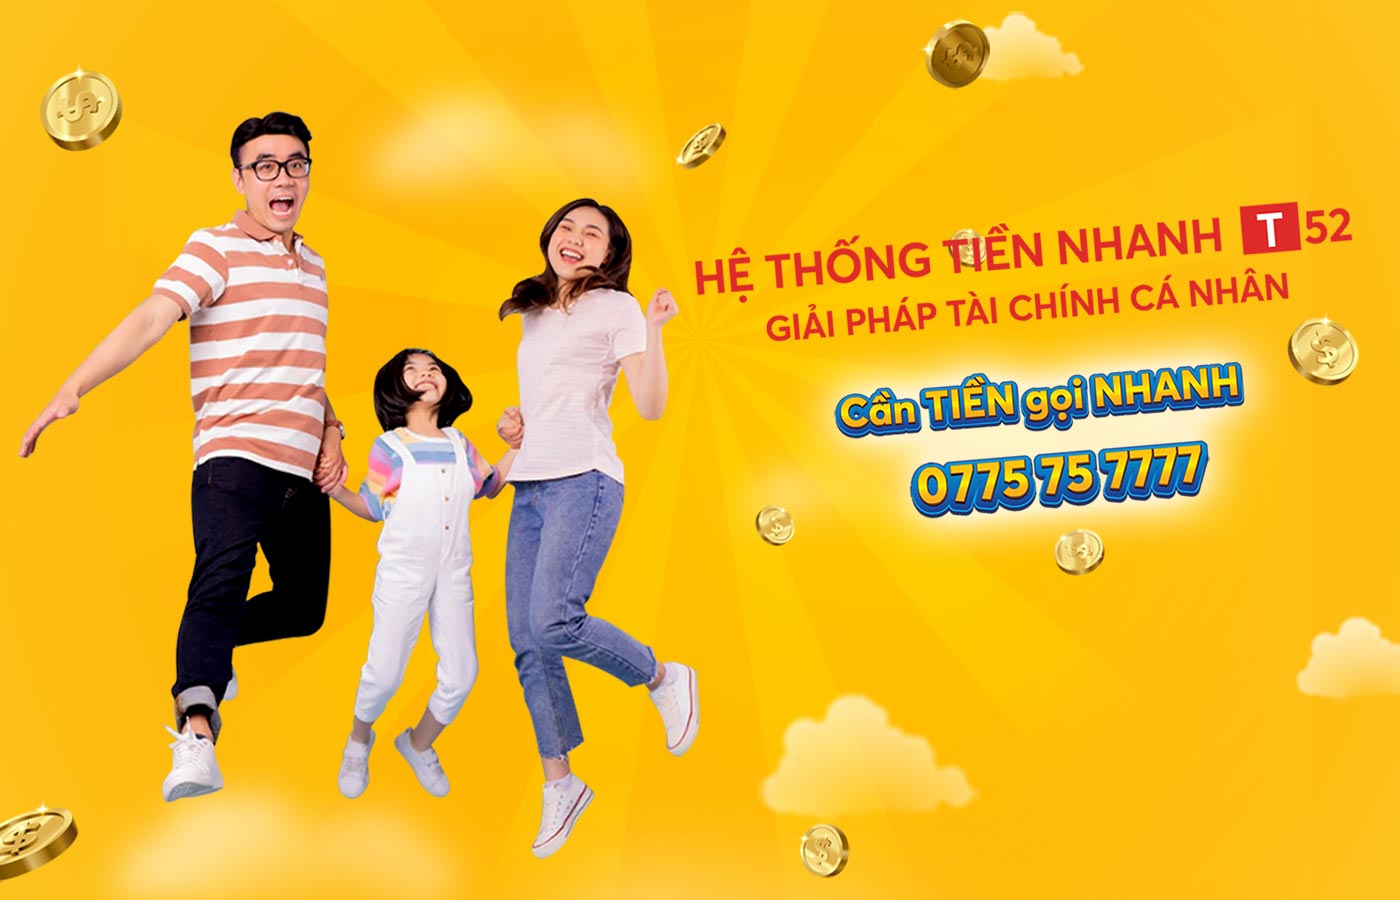 HỆ THỐNG TIỀN NHANH T52
GIẢI PHÁP TÀI CHÍNH CÁ NHÂN
Cần TIỀN gọi NHANH
0775 75 7777